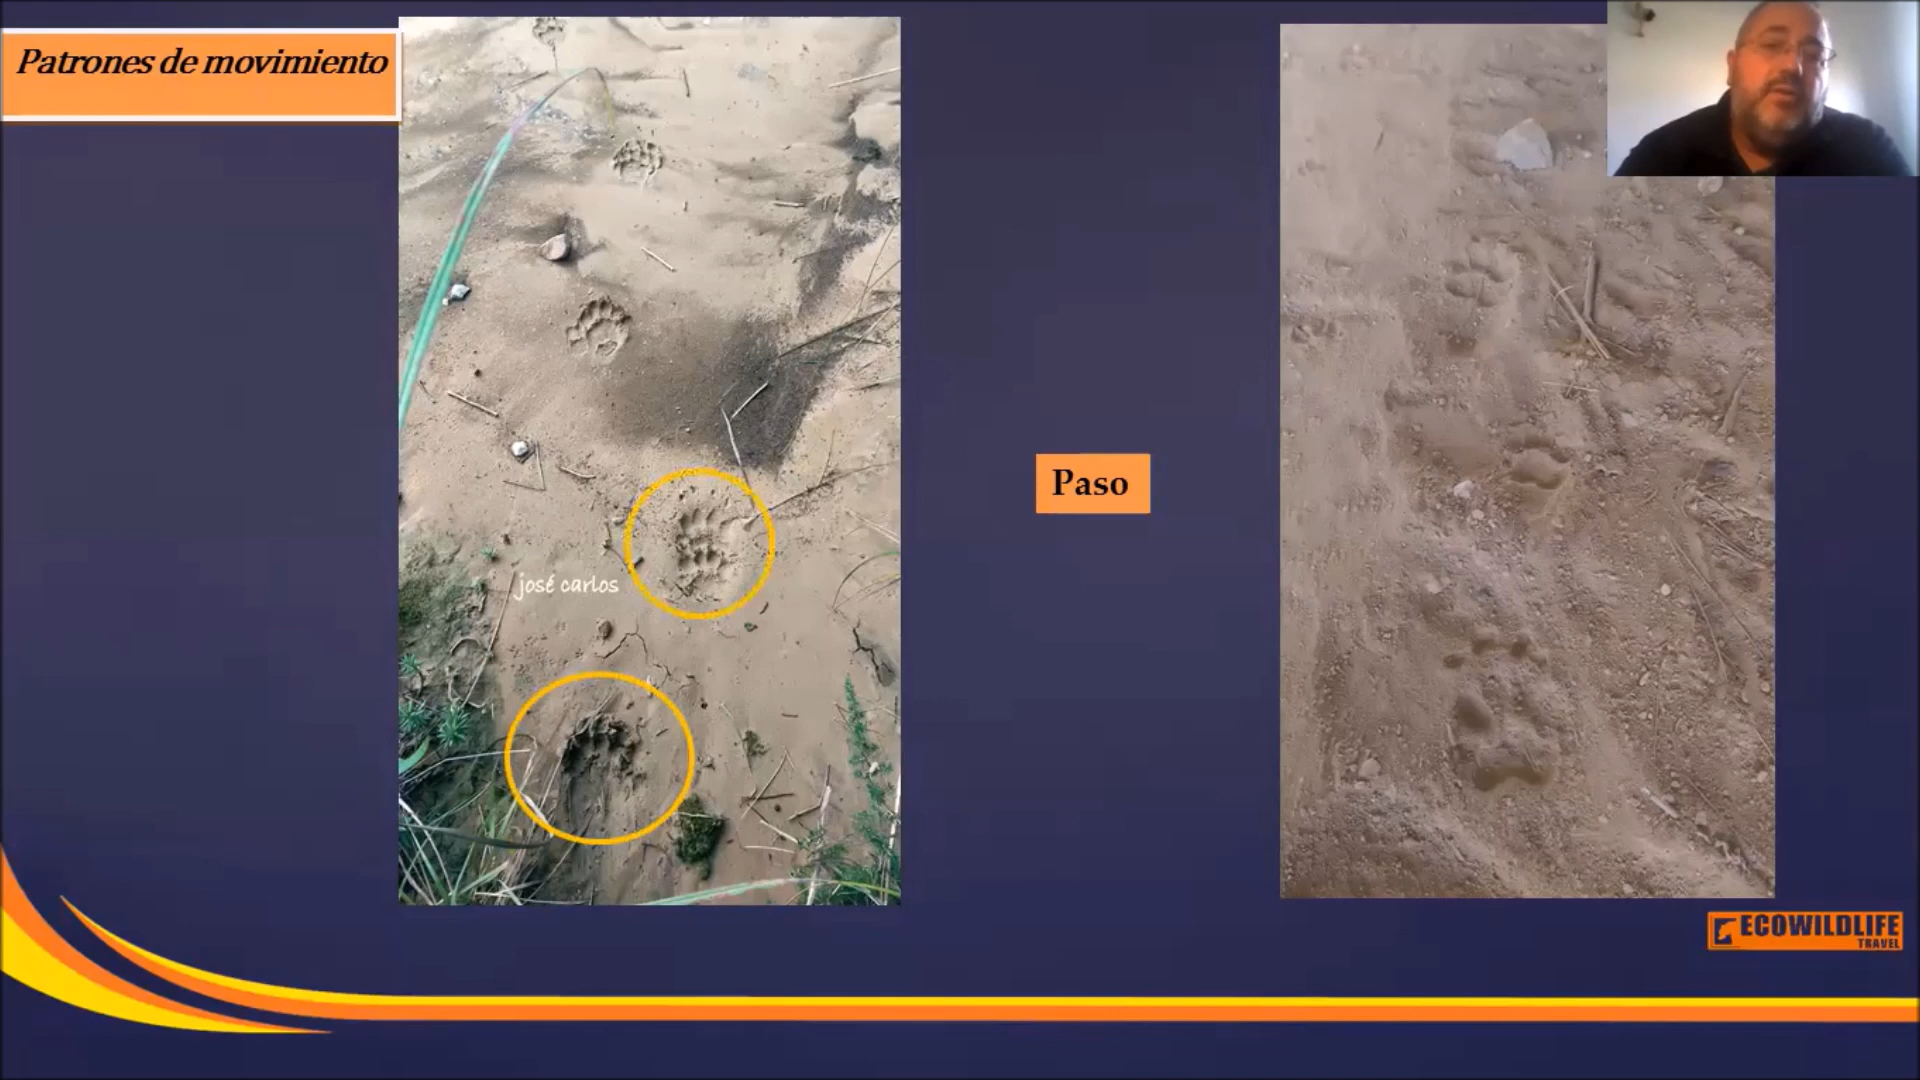 Patrones de movimiento
josé carlos
Paso
ECOWILDLIFE
TRAVEL